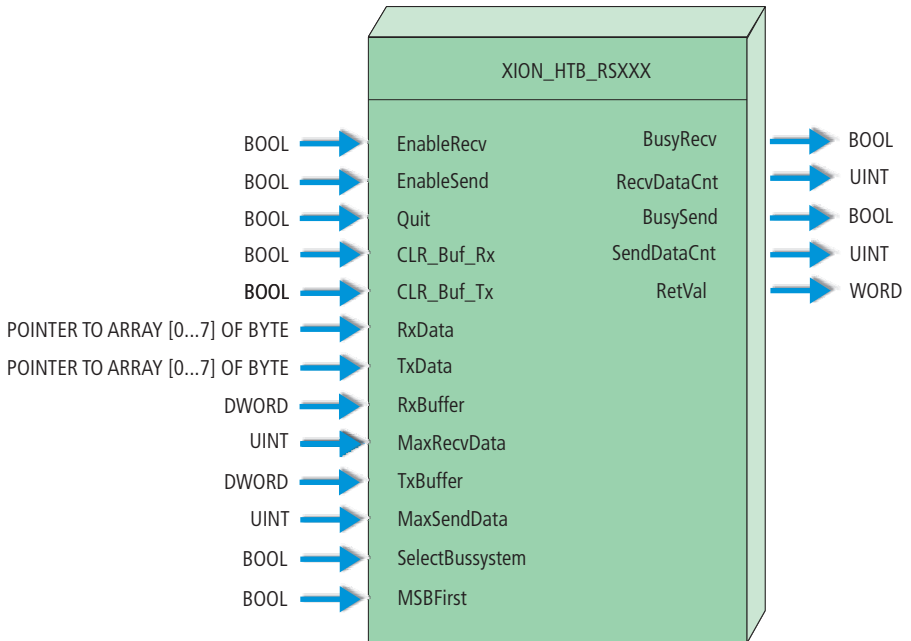 XION_HTB_RSXXX
BOOL EnableRecv BusyRecv BOOL
BOOL EnableSend RecvDataCnt UINT
BOOL Quit BusySend BOOL
BOOL CLR_Buf_Rx SendDataCnt UINT
BOOL CLR_Buf_Tx RetVal WORD
POINTER TO ARRAY [0...7] OF BYTE RxData
POINTER TO ARRAY [0...7] OF BYTE TxData
DWORD RxBuffer
UINT MaxRecvData
DWORD TxBuffer
UINT MaxSendData
BOOL SelectBussystem
BOOL MSBFirst